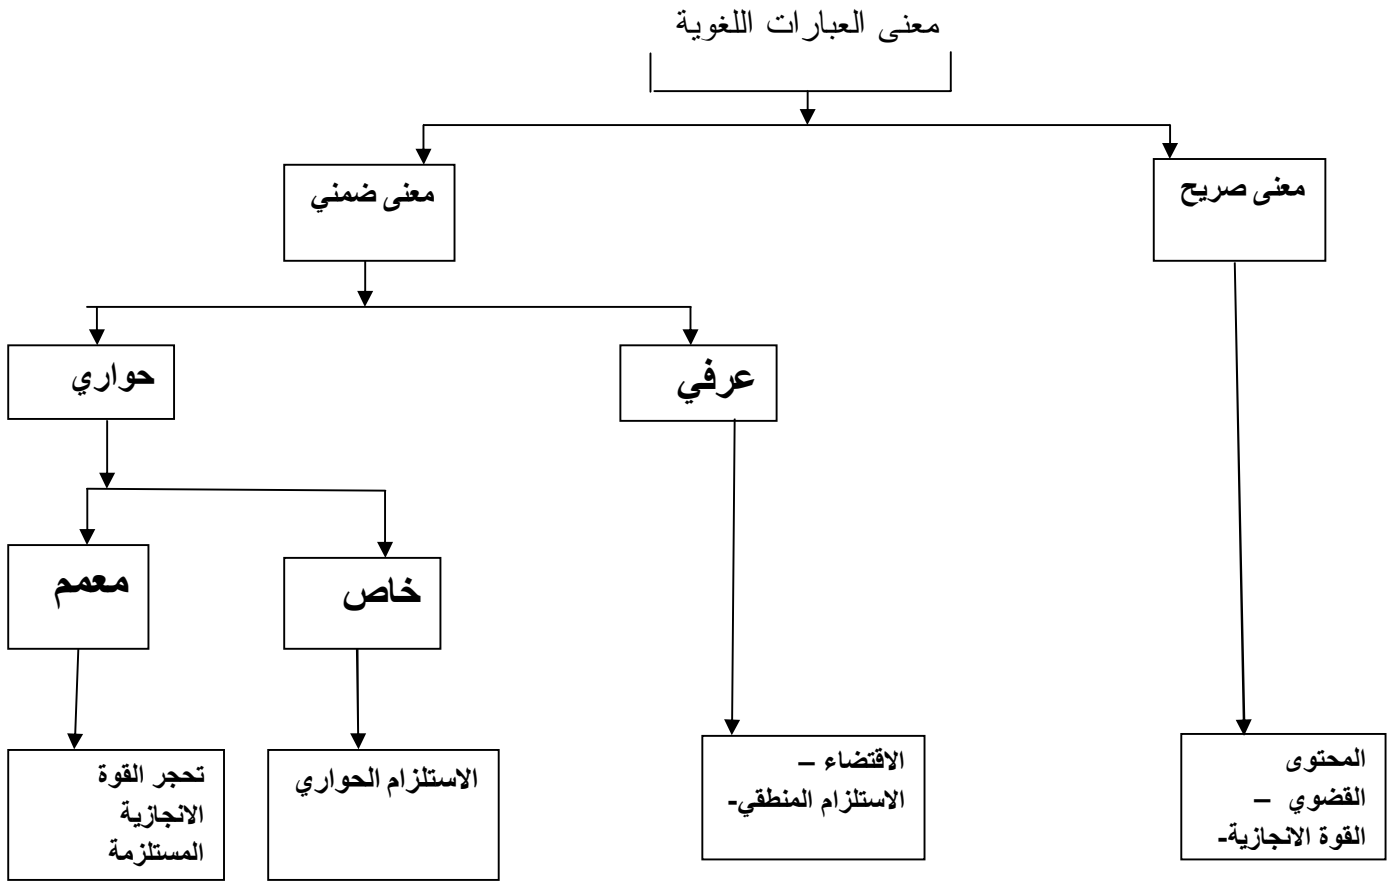 معنى العبارات اللغوية
معنى صريح
معنى ضمني
عرفي
حواري
خاص
معمم
المحتوى
القضوي –
القوة الانجازية-
الاقتضاء –
الاستلزام المنطقي-
الاستلزام الحواري
تحجر القوة
الانجازية
المستلزمة